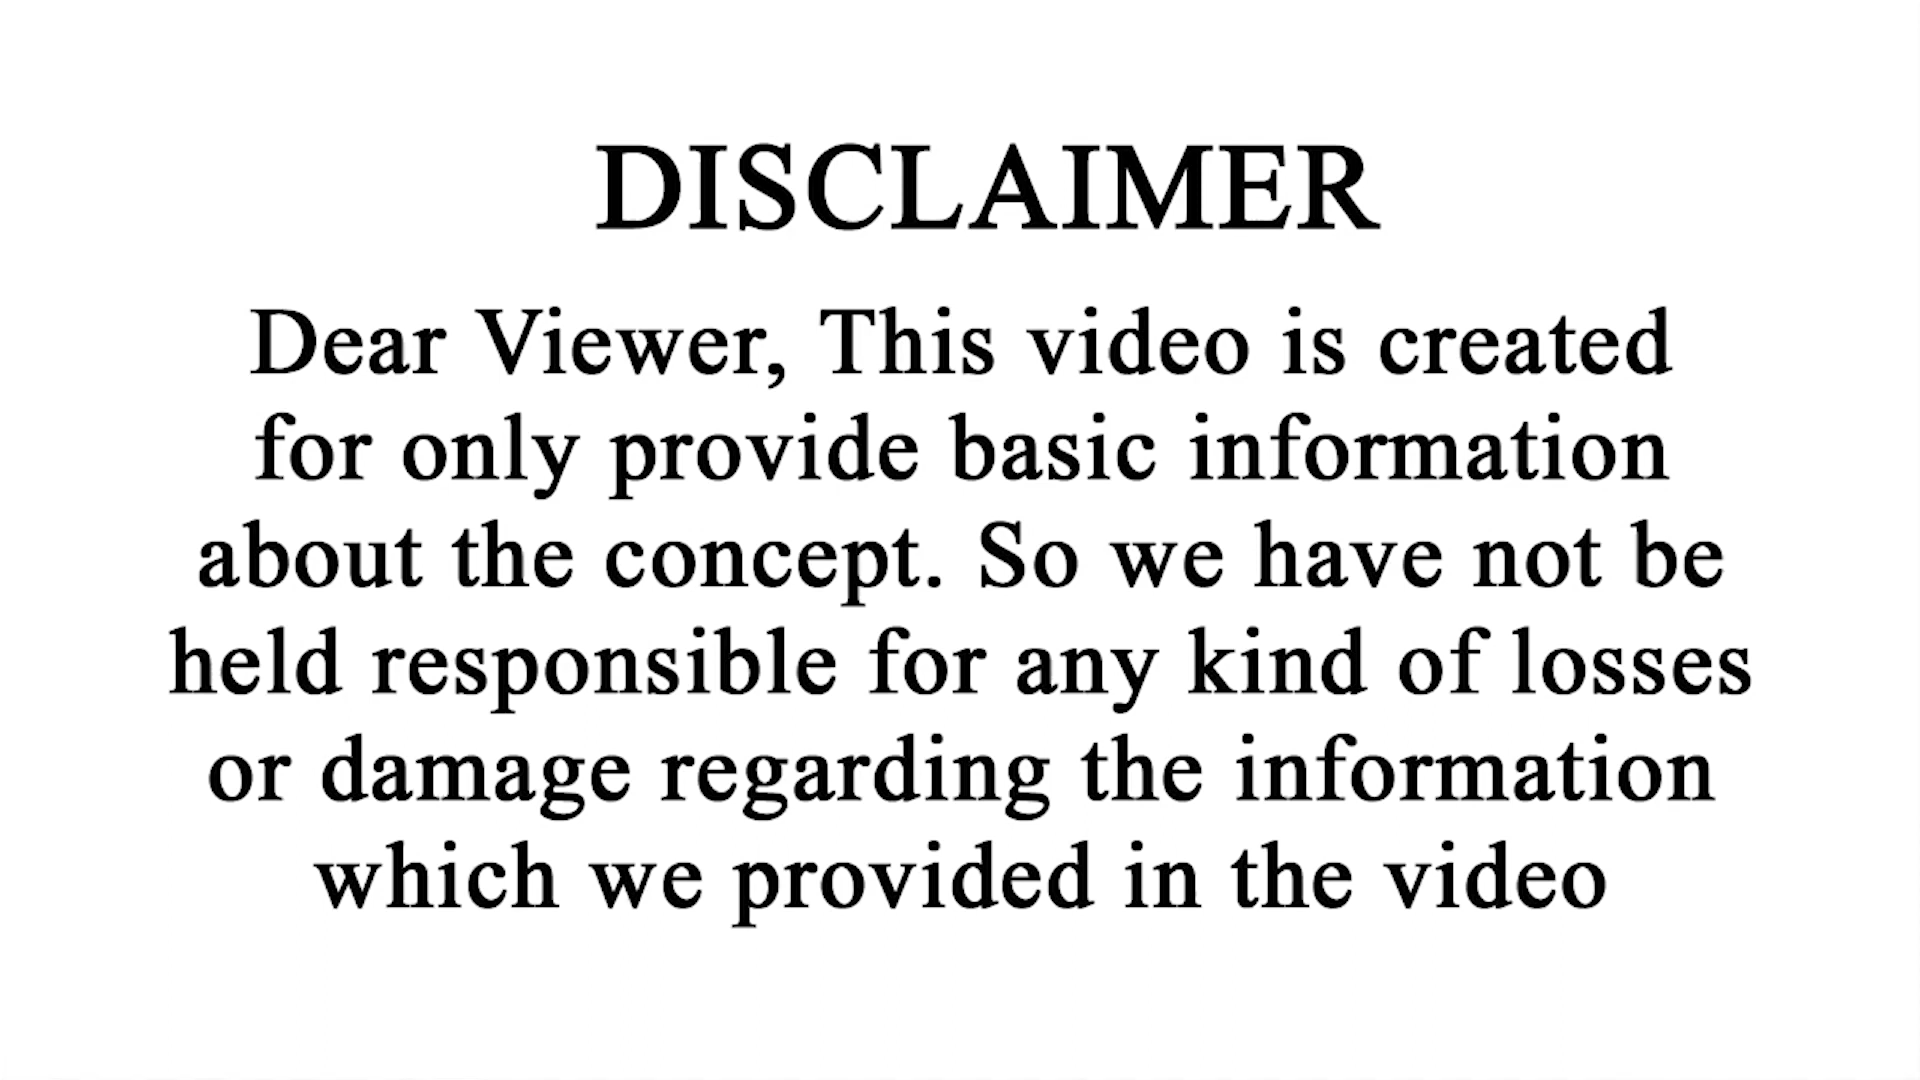 DISCLAIMER
Dear Viewer, This video is created
for only provide basic information
about the concept. So we have not be
held responsible for any kind of losses
or damage regarding the information
which we provided in the video